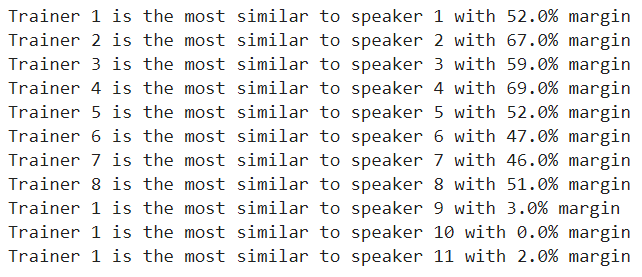 Trainer 1 is the most similar to speaker 1 with 52.0% margin
Trainer 2 is the most similar to speaker 2 with 67.0% margin
Trainer 3 is the most similar to speaker 3 with 59.0% margin
Trainer 4 is the most similar to speaker 4 with 69.0% margin
Trainer 5 is the most similar to speaker 5 with 52.0% margin
Trainer 6 is the most similar to speaker 6 with 47.0% margin
Trainer 7 is the most similar to speaker 7 with 46.0% margin
Trainer 8 is the most similar to speaker 8 with 51.0% margin
Trainer 1 is the most similar to speaker 9 with 3.0% margin
Trainer 1 is the most similar to speaker 10 with 0.0% margin
Trainer 1 is the most similar to speaker 11 with 2.0% margin